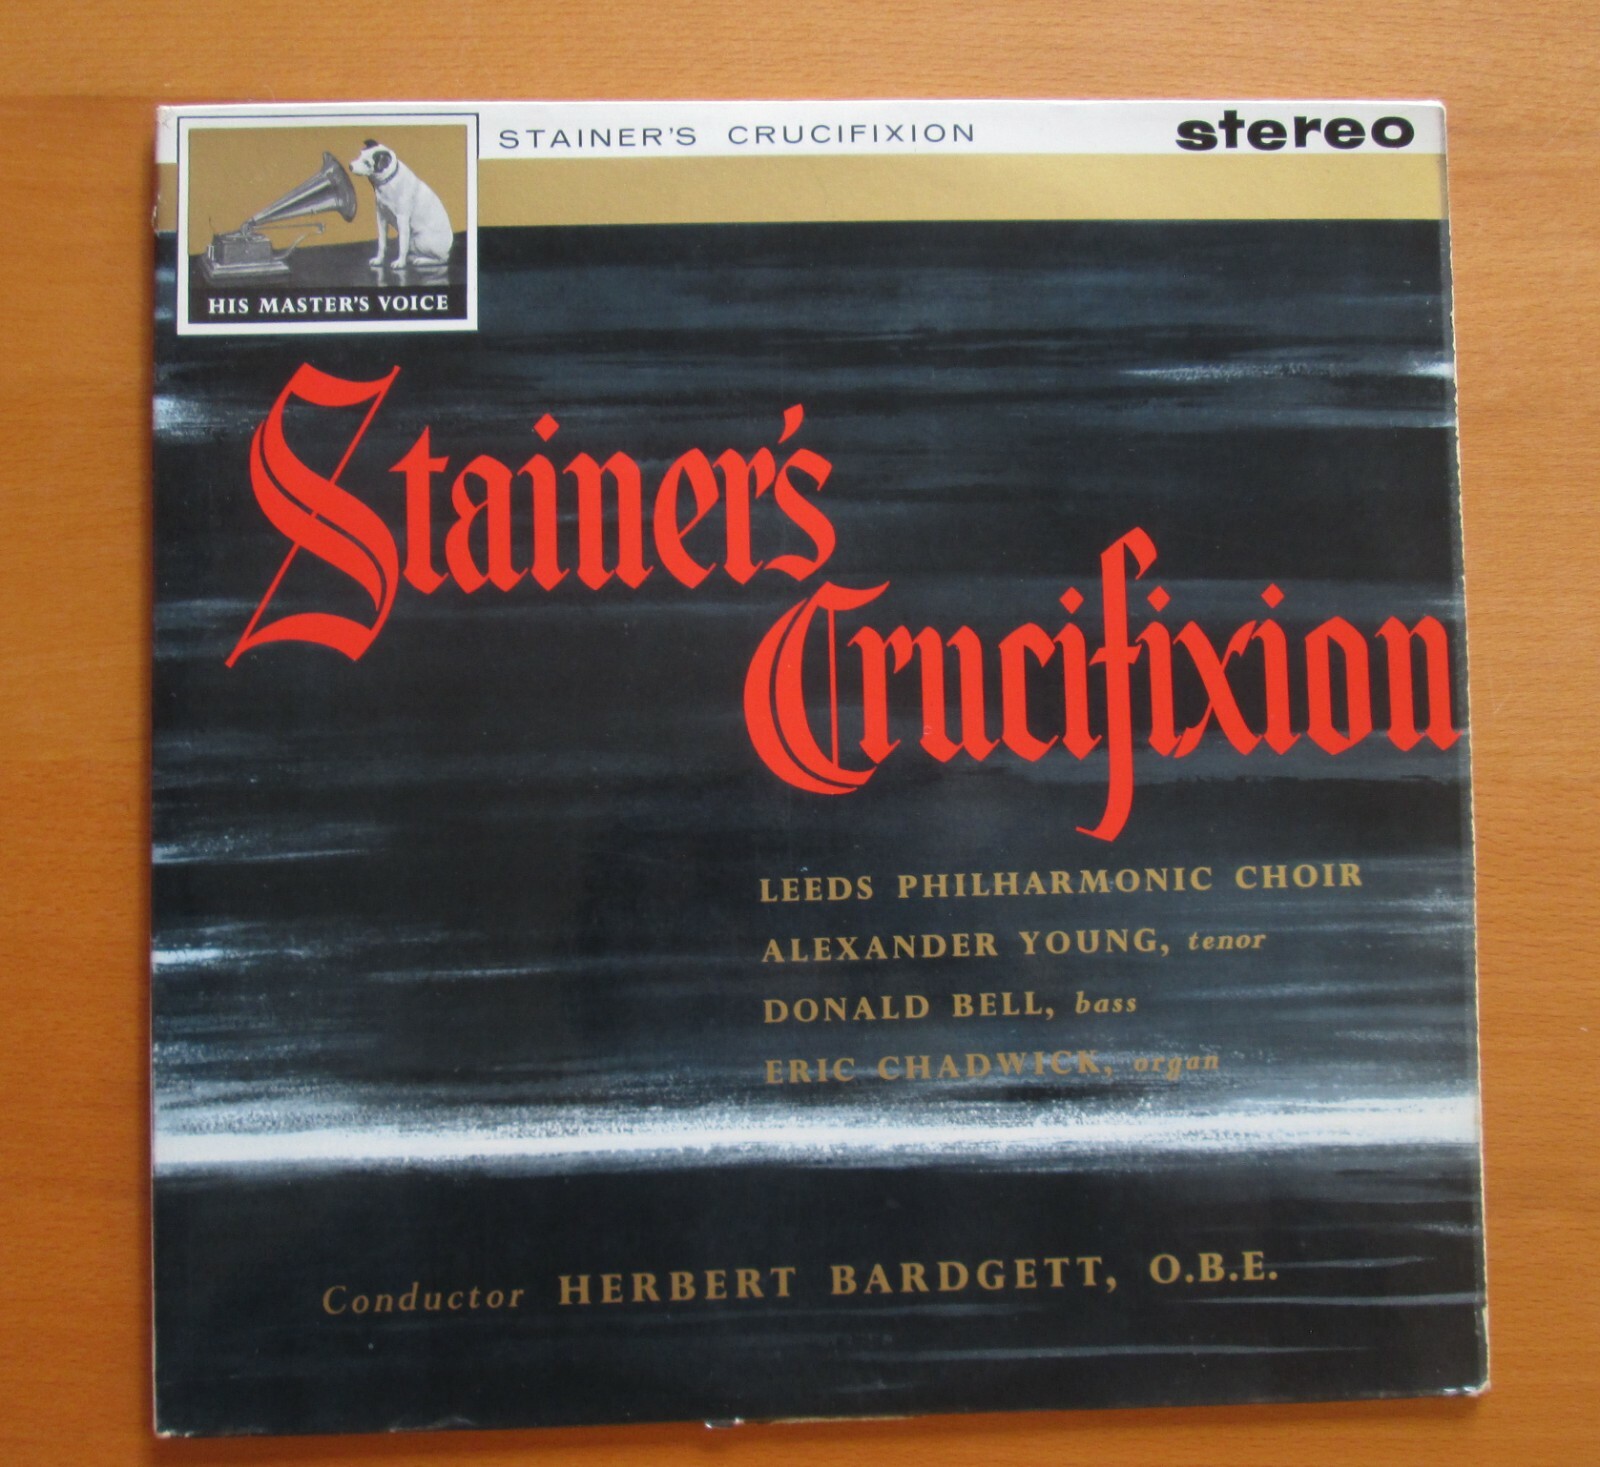 STAINER'S CRUCIFIXION
stereo
HIS MASTER'S VOICE
Stainer's
Crucifixion
LEEDS PHILHARMONIC CHOIR
ALEXANDER YOUNG, tenor
DONALD BELL, bass
ERIC CHADWICK, organ
Conductor HERBERT BARDGETT, O.B.E.